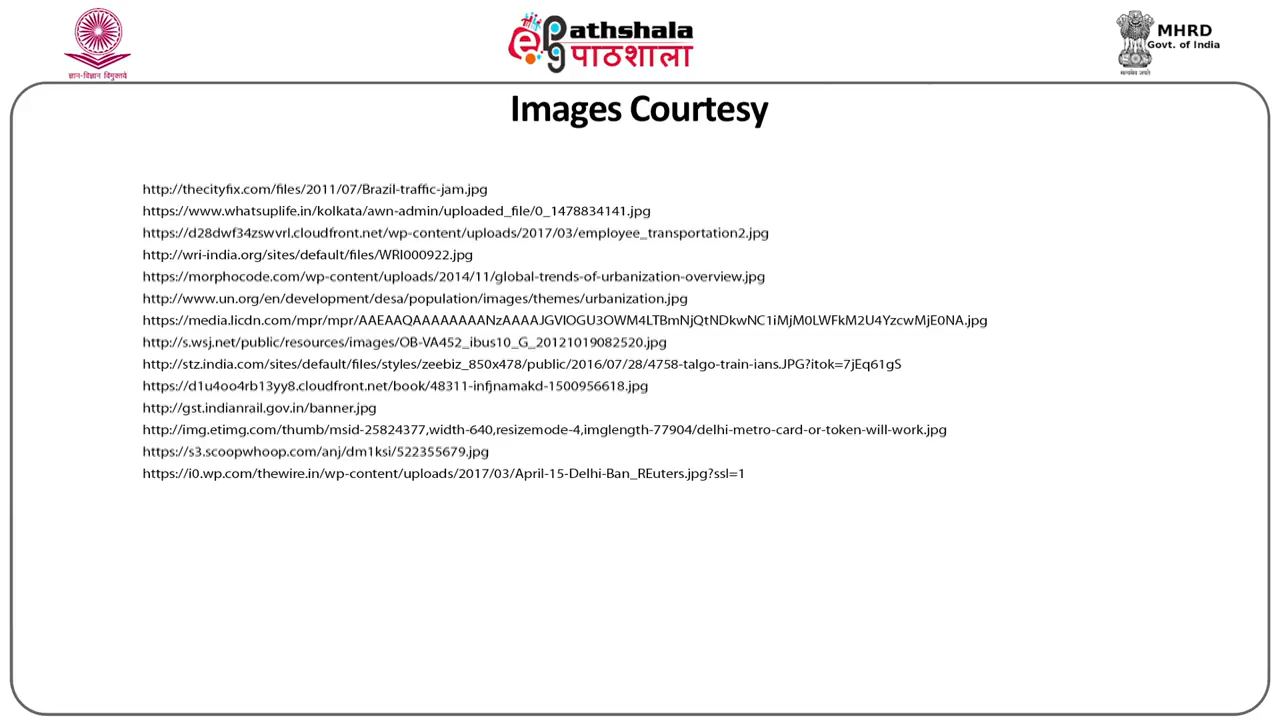 ज्ञान-विज्ञान विमुक्तये
e pg Pathshala
पाठशाला
MHRD
Govt. of India
सत्यमेव जयते
Images Courtesy
http://thecityfix.com/files/2011/07/Brazil-traffic-jam.jpg
https://www.whatsuplife.in/kolkata/awn-admin/uploaded_file/0_1478834141.jpg
https://d28dwf34zswvrl.cloudfront.net/wp-content/uploads/2017/03/employee_transportation2.jpg
http://wri-india.org/sites/default/files/WRI000922.jpg
https://morphocode.com/wp-content/uploads/2014/11/global-trends-of-urbanization-overview.jpg
http://www.un.org/en/development/desa/population/images/themes/urbanization.jpg
https://media.licdn.com/mpr/mpr/AAEAAQAAAAAAAANzAAAAJGVlOGU3OWM4LTBmNjQtNDkwNC1iMjM0LWFkM2U4YzcwMjE0NA.jpg
http://s.wsj.net/public/resources/images/OB-VA452_ibus10_G_20121019082520.jpg
http://stz.india.com/sites/default/files/styles/zeebiz_850x478/public/2016/07/28/4758-talgo-train-ians.JPG?itok=7jEq61gS
https://d1u4oo4rb13yy8.cloudfront.net/book/48311-infjnamakd-1500956618.jpg
http://gst.indianrail.gov.in/banner.jpg
http://img.etimg.com/thumb/msid-25824377,width-640,resizemode-4,imglength-77904/delhi-metro-card-or-token-will-work.jpg
https://s3.scoopwhoop.com/anj/dm1ksi/522355679.jpg
https://i0.wp.com/thewire.in/wp-content/uploads/2017/03/April-15-Delhi-Ban_REuters.jpg?ssl=1